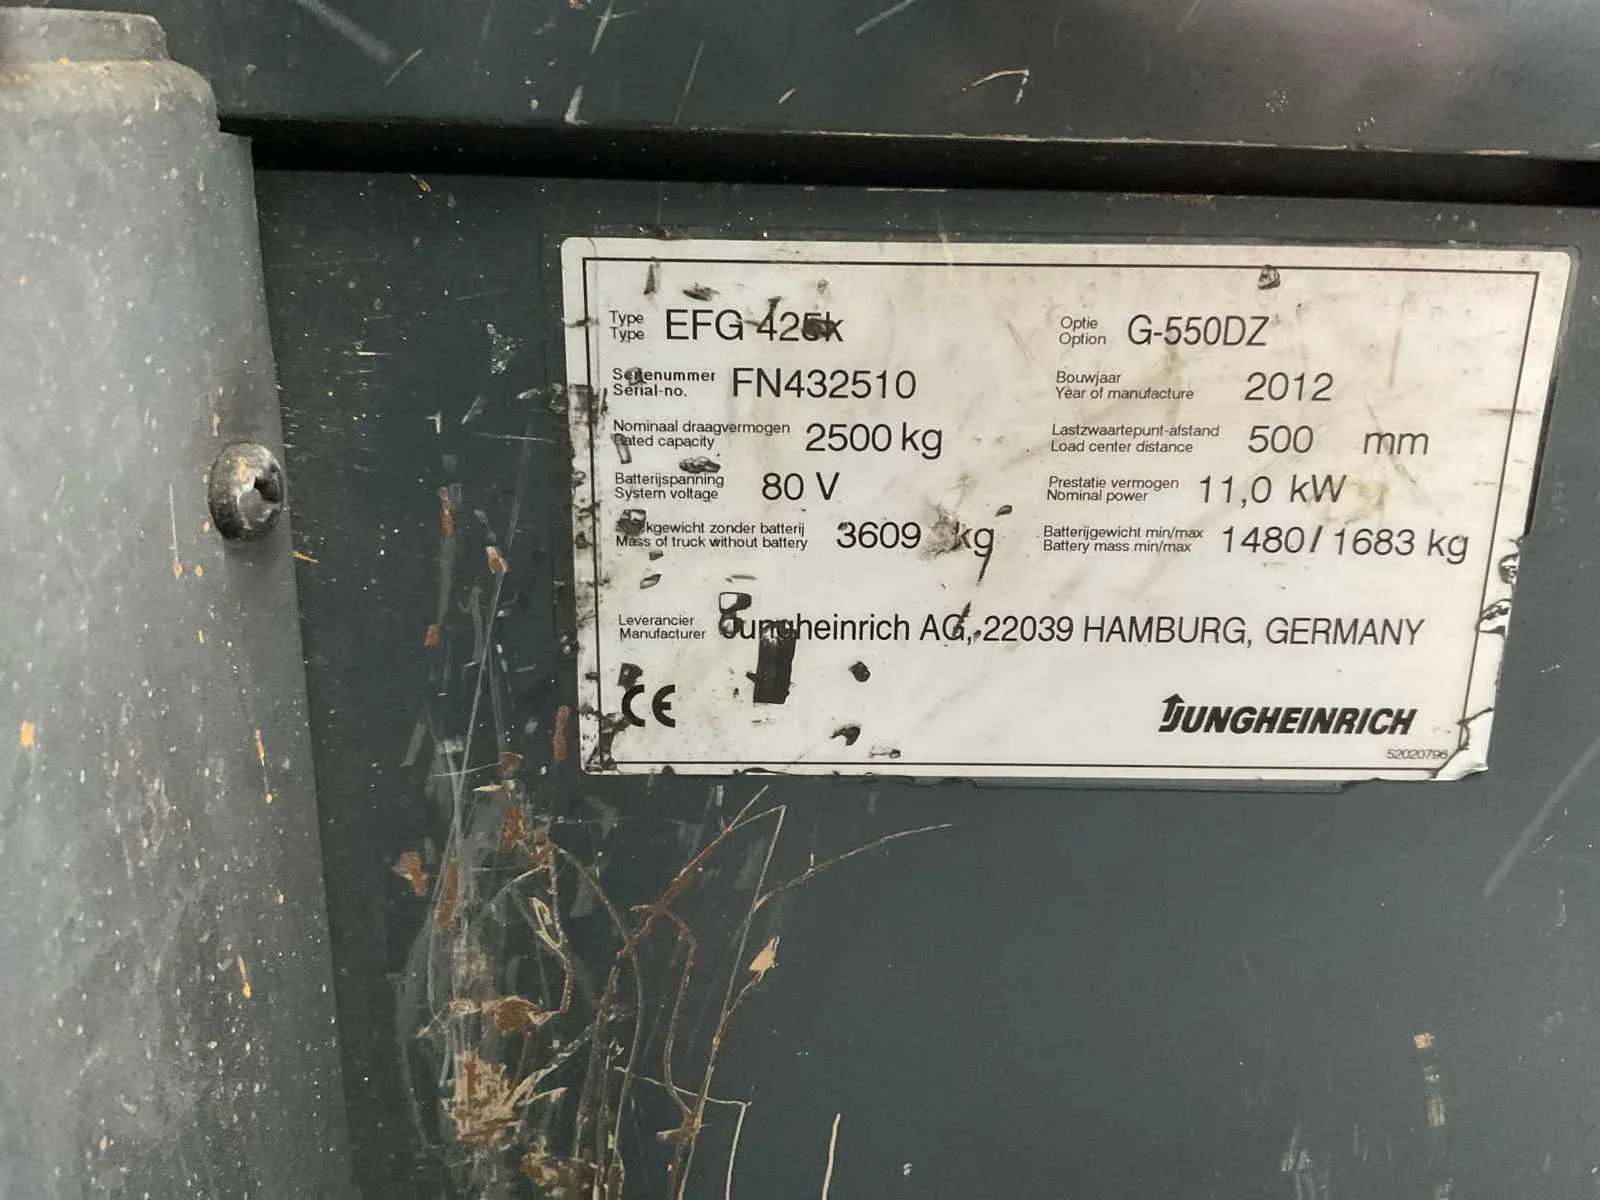 Type
Type EFG 425k
Optie
Option G-550DZ
Serienummer
Serial-no. FN432510
Bouwjaar
Year of manufacture 2012
Nominaal draagvermogen
Rated capacity 2500 kg
Lastzwaartepunt-afstand
Load center distance 500 mm
Batterijspanning
System voltage 80 V
Prestatie vermogen
Nominal power 11,0 kW
zonder batterij
Mass of truck without battery 3609 kg
Batterijgewicht min/max
Battery mass min/max 1480/1683 kg
Leverancier
Manufacturer Jungheinrich AG, 22039 HAMBURG, GERMANY
CE
JUNGHEINRICH
52020796